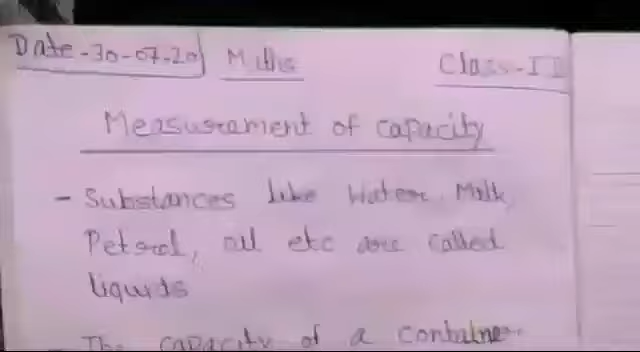 Date-30-07-20 Maths Class-II
Measurement of capacity
- Substances like Water, Milk,
Petrol, oil etc are called
liquids
- The capacity of a container